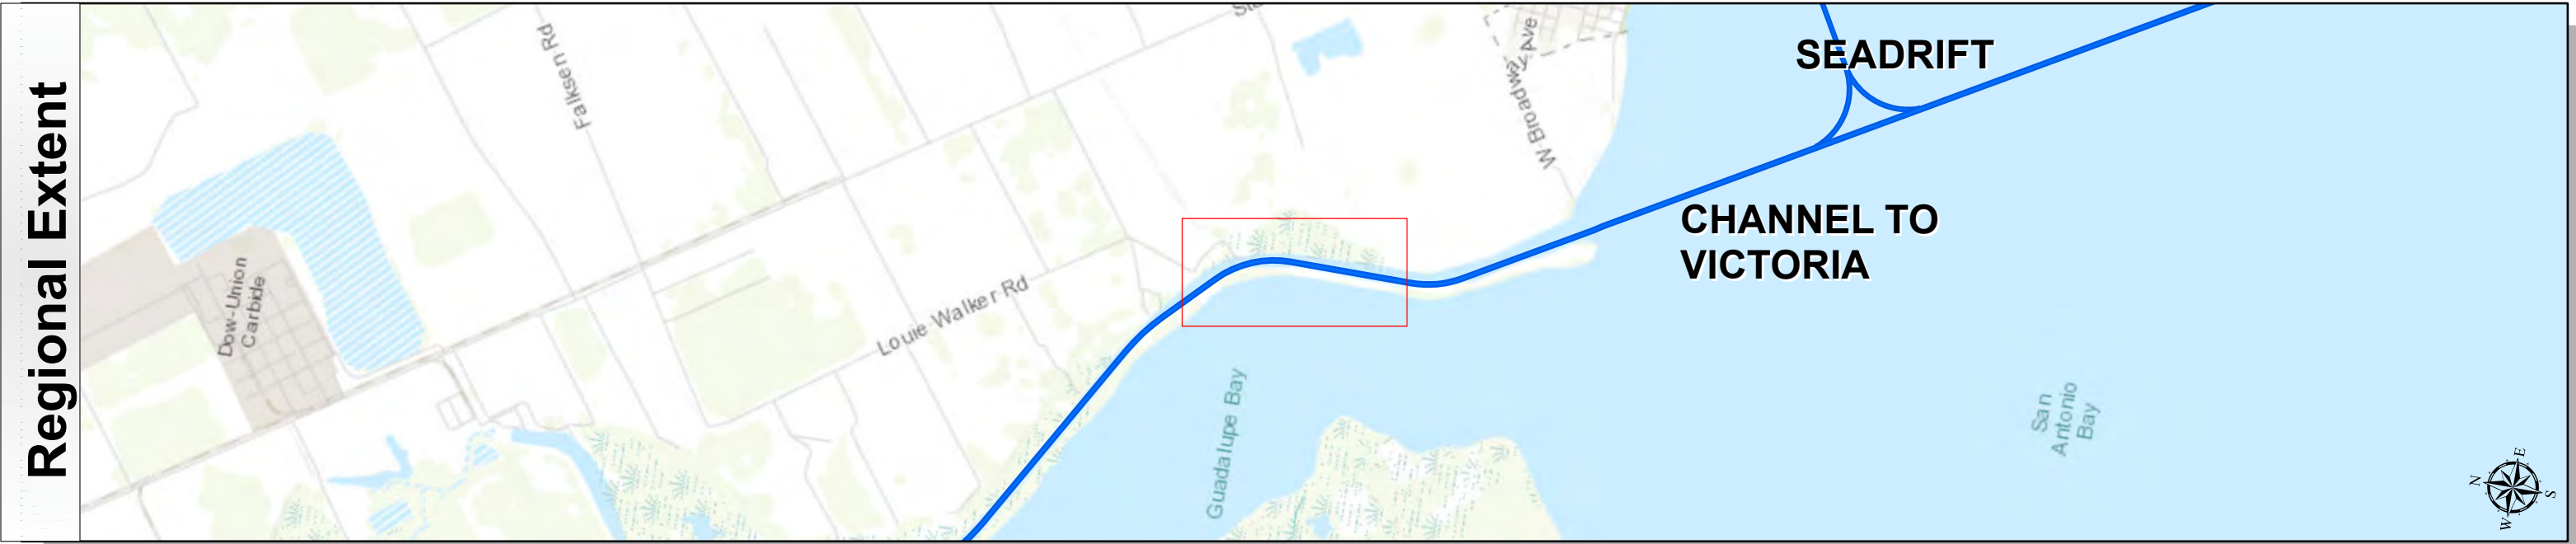 Regional Extent
Falksen Rd
W Broadway Ave
SEADRIFT
CHANNEL TO
VICTORIA
Dow-Union
Carbide
Louie Walker Rd
Guadalupe Bay
San
Antonio
Bay
N
E
S
W